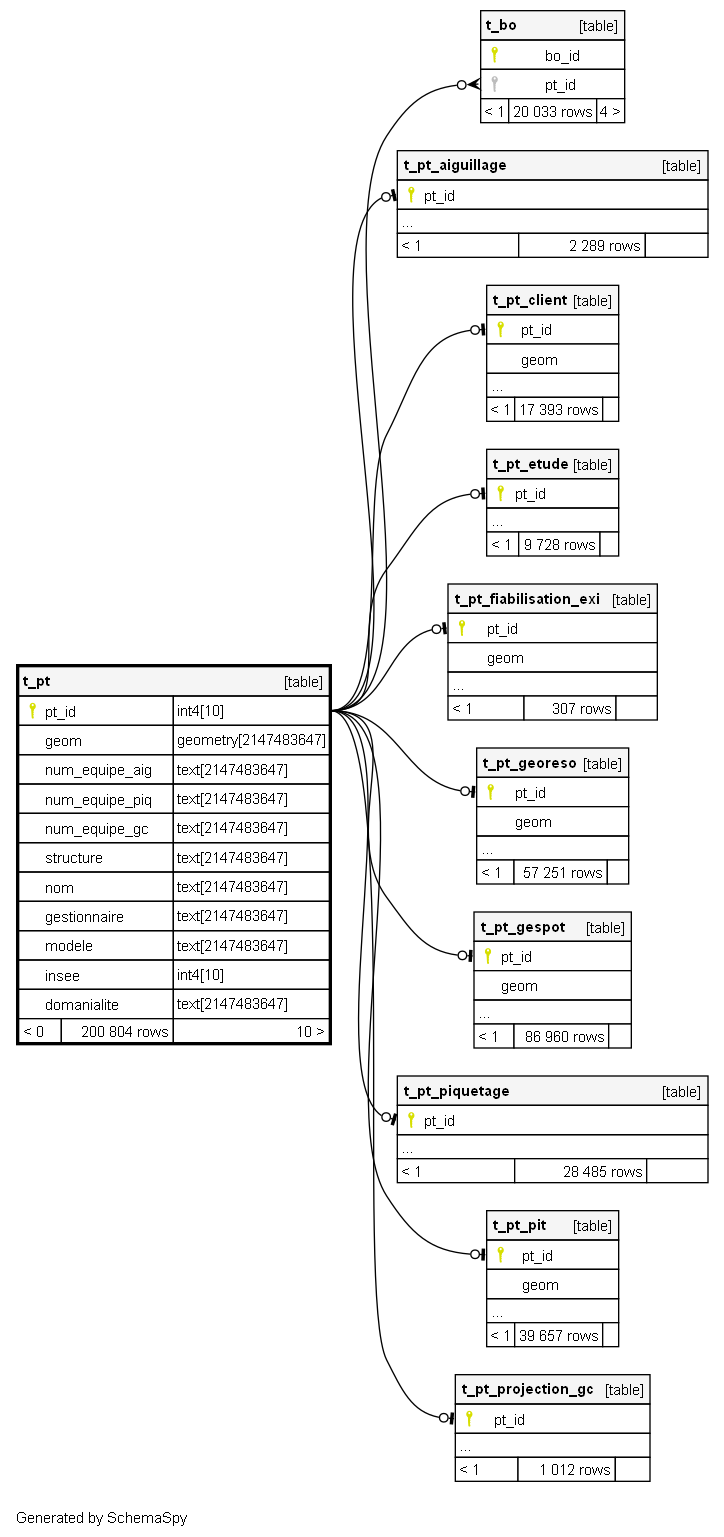 t_bo [table]
bo_id
pt_id
< 1 20 033 rows 4 >
t_pt_aiguillage [table]
pt_id
...
< 1 2 289 rows
t_pt_client [table]
pt_id
geom
...
< 1 17 393 rows
t_pt_etude [table]
pt_id
...
< 1 9 728 rows
t_pt_fiabilisation_exi [table]
pt_id
geom
...
< 1 307 rows
t_pt [table]
pt_id int4[10]
geom geometry[2147483647]
num_equipe_aig text[2147483647]
num_equipe_piq text[2147483647]
num_equipe_gc text[2147483647]
structure text[2147483647]
nom text[2147483647]
gestionnaire text[2147483647]
modele text[2147483647]
insee int4[10]
domanialite text[2147483647]
< 0 200 804 rows 10 >
t_pt_georeso [table]
pt_id
geom
...
< 1 57 251 rows
t_pt_gespot [table]
pt_id
geom
...
< 1 86 960 rows
t_pt_piquetage [table]
pt_id
...
< 1 28 485 rows
t_pt_pit [table]
pt_id
geom
...
< 1 39 657 rows
t_pt_projection_gc [table]
pt_id
...
< 1 1 012 rows
Generated by SchemaSpy